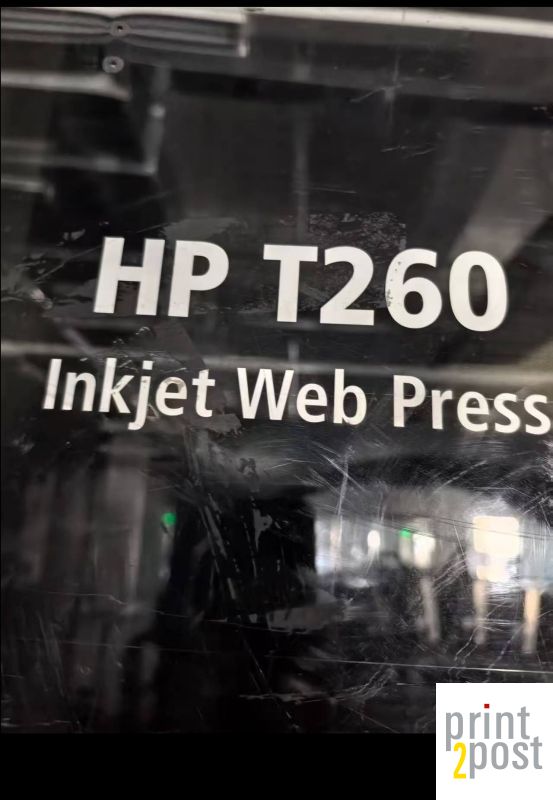 HP T260
Inkjet Web Press
print
2post